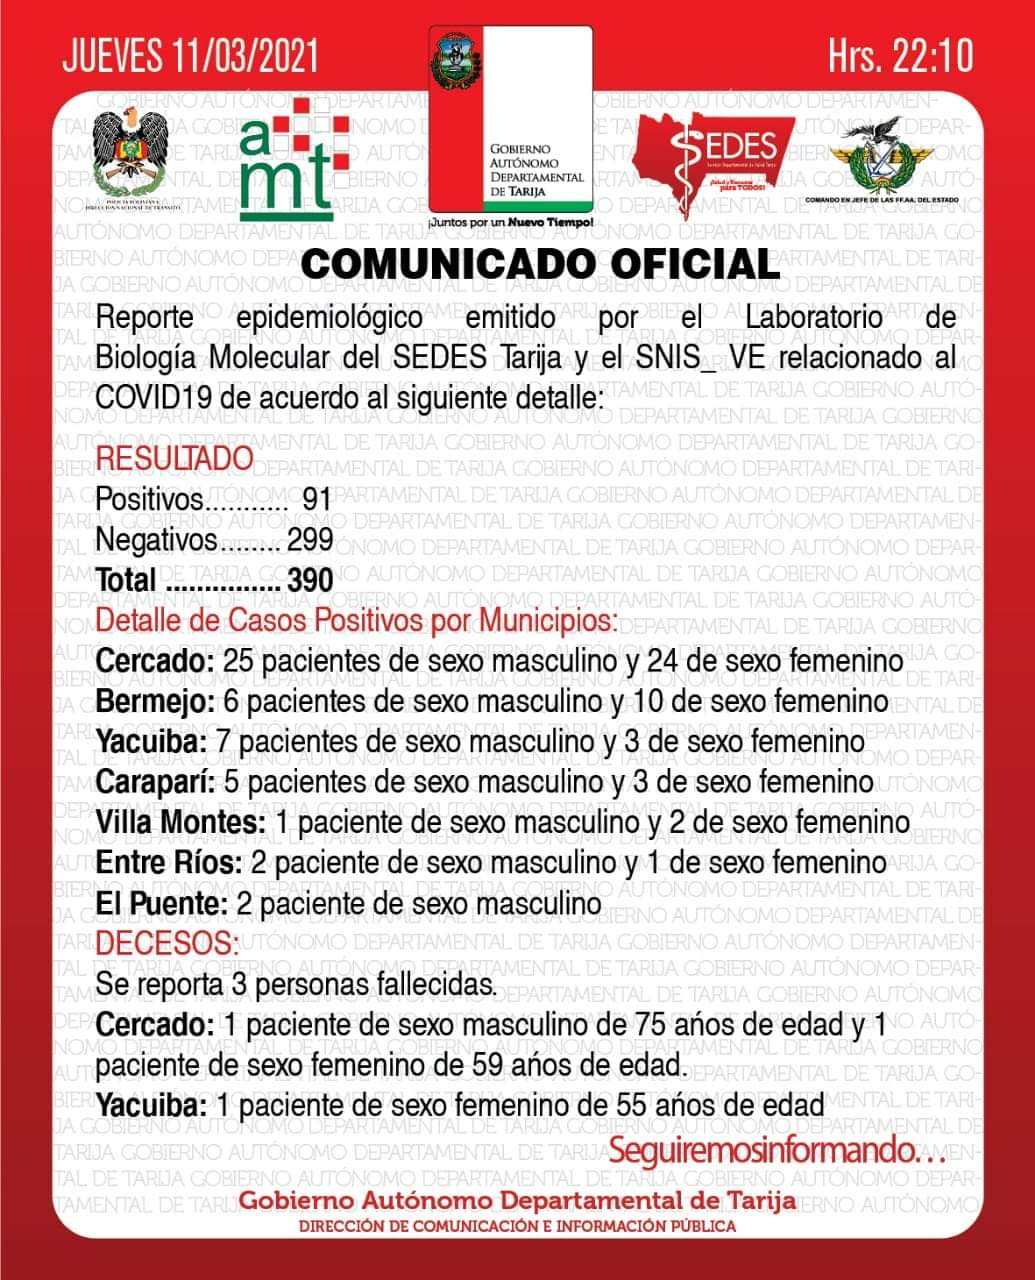 JUEVES 11/03/2021
Hrs. 22:10
POLICÍA BOLIVIANA
DIRECCIÓN NACIONAL DE TRÁNSITO
amt
GOBIERNO
AUTÓNOMO
DEPARTAMENTAL
DE TARIJA
¡Juntos por un Nuevo Tiempo!
SEDES
para TODOS!
COMANDO EN JEFE DE LAS FF.AA. DEL ESTADO
COMUNICADO OFICIAL
Reporte epidemiológico emitido por el Laboratorio de
Biología Molecular del SEDES Tarija y el SNIS_ VE relacionado al
COVID19 de acuerdo al siguiente detalle:
RESULTADO
Positivos........... 91
Negativos........ 299
Total ............... 390
Detalle de Casos Positivos por Municipios:
Cercado: 25 pacientes de sexo masculino y 24 de sexo femenino
Bermejo: 6 pacientes de sexo masculino y 10 de sexo femenino
Yacuiba: 7 pacientes de sexo masculino y 3 de sexo femenino
Caraparí: 5 pacientes de sexo masculino y 3 de sexo femenino
Villa Montes: 1 paciente de sexo masculino y 2 de sexo femenino
Entre Ríos: 2 paciente de sexo masculino y 1 de sexo femenino
El Puente: 2 paciente de sexo masculino
DECESOS:
Se reporta 3 personas fallecidas.
Cercado: 1 paciente de sexo masculino de 75 ańos de edad y 1
paciente de sexo femenino de 59 ańos de edad.
Yacuiba: 1 paciente de sexo femenino de 55 ańos de edad
Seguiremosinformando...
Gobierno Autónomo Departamental de Tarija
DIRECCIÓN DE COMUNICACIÓN E INFORMACIÓN PÚBLICA